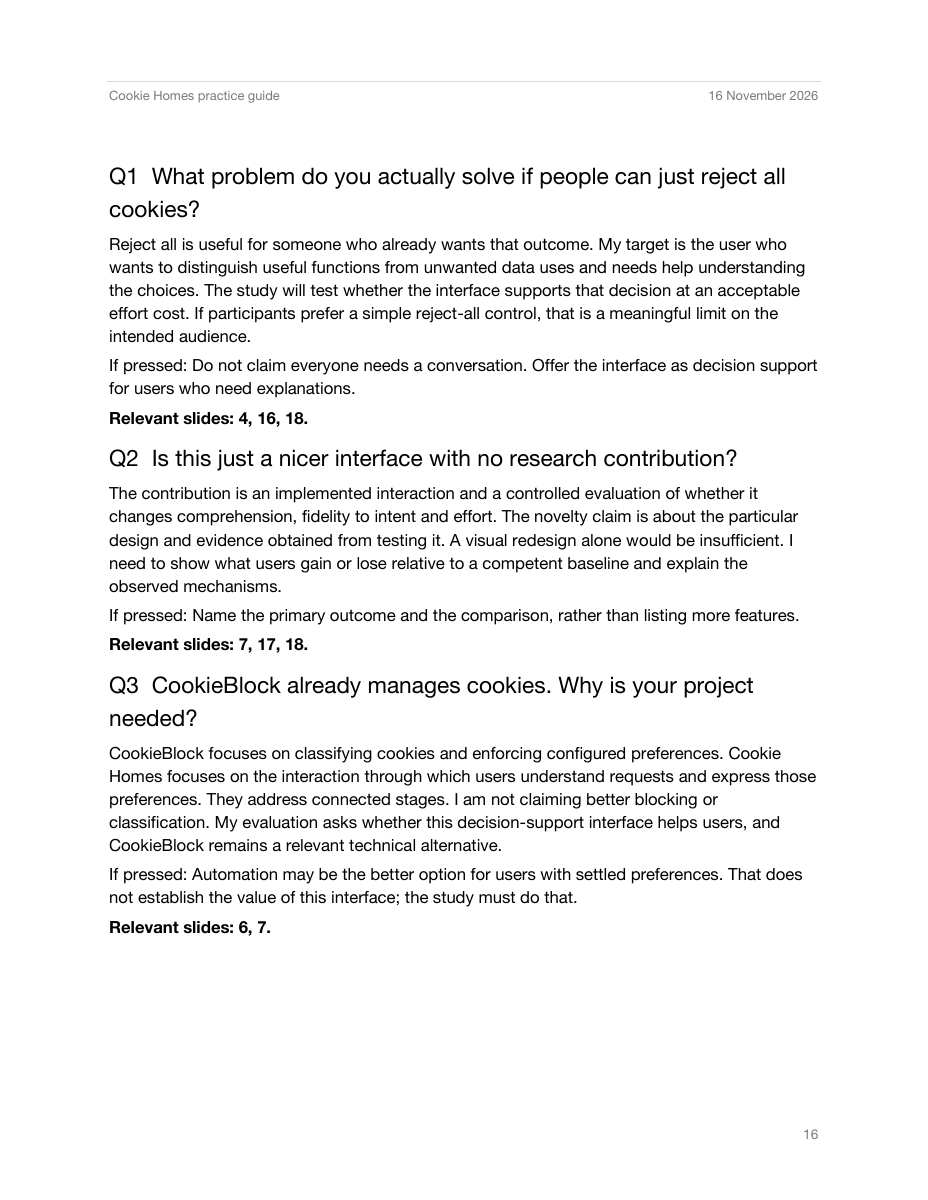 Cookie Homes practice guide
16 November 2026
Q1 What problem do you actually solve if people can just reject all
cookies?
Reject all is useful for someone who already wants that outcome. My target is the user who
wants to distinguish useful functions from unwanted data uses and needs help understanding
the choices. The study will test whether the interface supports that decision at an acceptable
effort cost. If participants prefer a simple reject-all control, that is a meaningful limit on the
intended audience.
If pressed: Do not claim everyone needs a conversation. Offer the interface as decision support
for users who need explanations.
Relevant slides: 4, 16, 18.
Q2 Is this just a nicer interface with no research contribution?
The contribution is an implemented interaction and a controlled evaluation of whether it
changes comprehension, fidelity to intent and effort. The novelty claim is about the particular
design and evidence obtained from testing it. A visual redesign alone would be insufficient. I
need to show what users gain or lose relative to a competent baseline and explain the
observed mechanisms.
If pressed: Name the primary outcome and the comparison, rather than listing more features.
Relevant slides: 7, 17, 18.
Q3 CookieBlock already manages cookies. Why is your project
needed?
CookieBlock focuses on classifying cookies and enforcing configured preferences. Cookie
Homes focuses on the interaction through which users understand requests and express those
preferences. They address connected stages. I am not claiming better blocking or
classification. My evaluation asks whether this decision-support interface helps users, and
CookieBlock remains a relevant technical alternative.
If pressed: Automation may be the better option for users with settled preferences. That does
not establish the value of this interface; the study must do that.
Relevant slides: 6, 7.
16